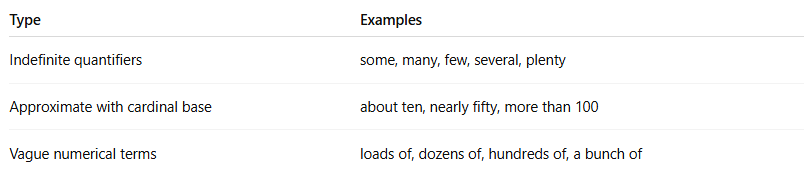 Type Examples
Indefinite quantifiers some, many, few, several, plenty
Approximate with cardinal base about ten, nearly fifty, more than 100
Vague numerical terms loads of, dozens of, hundreds of, a bunch of